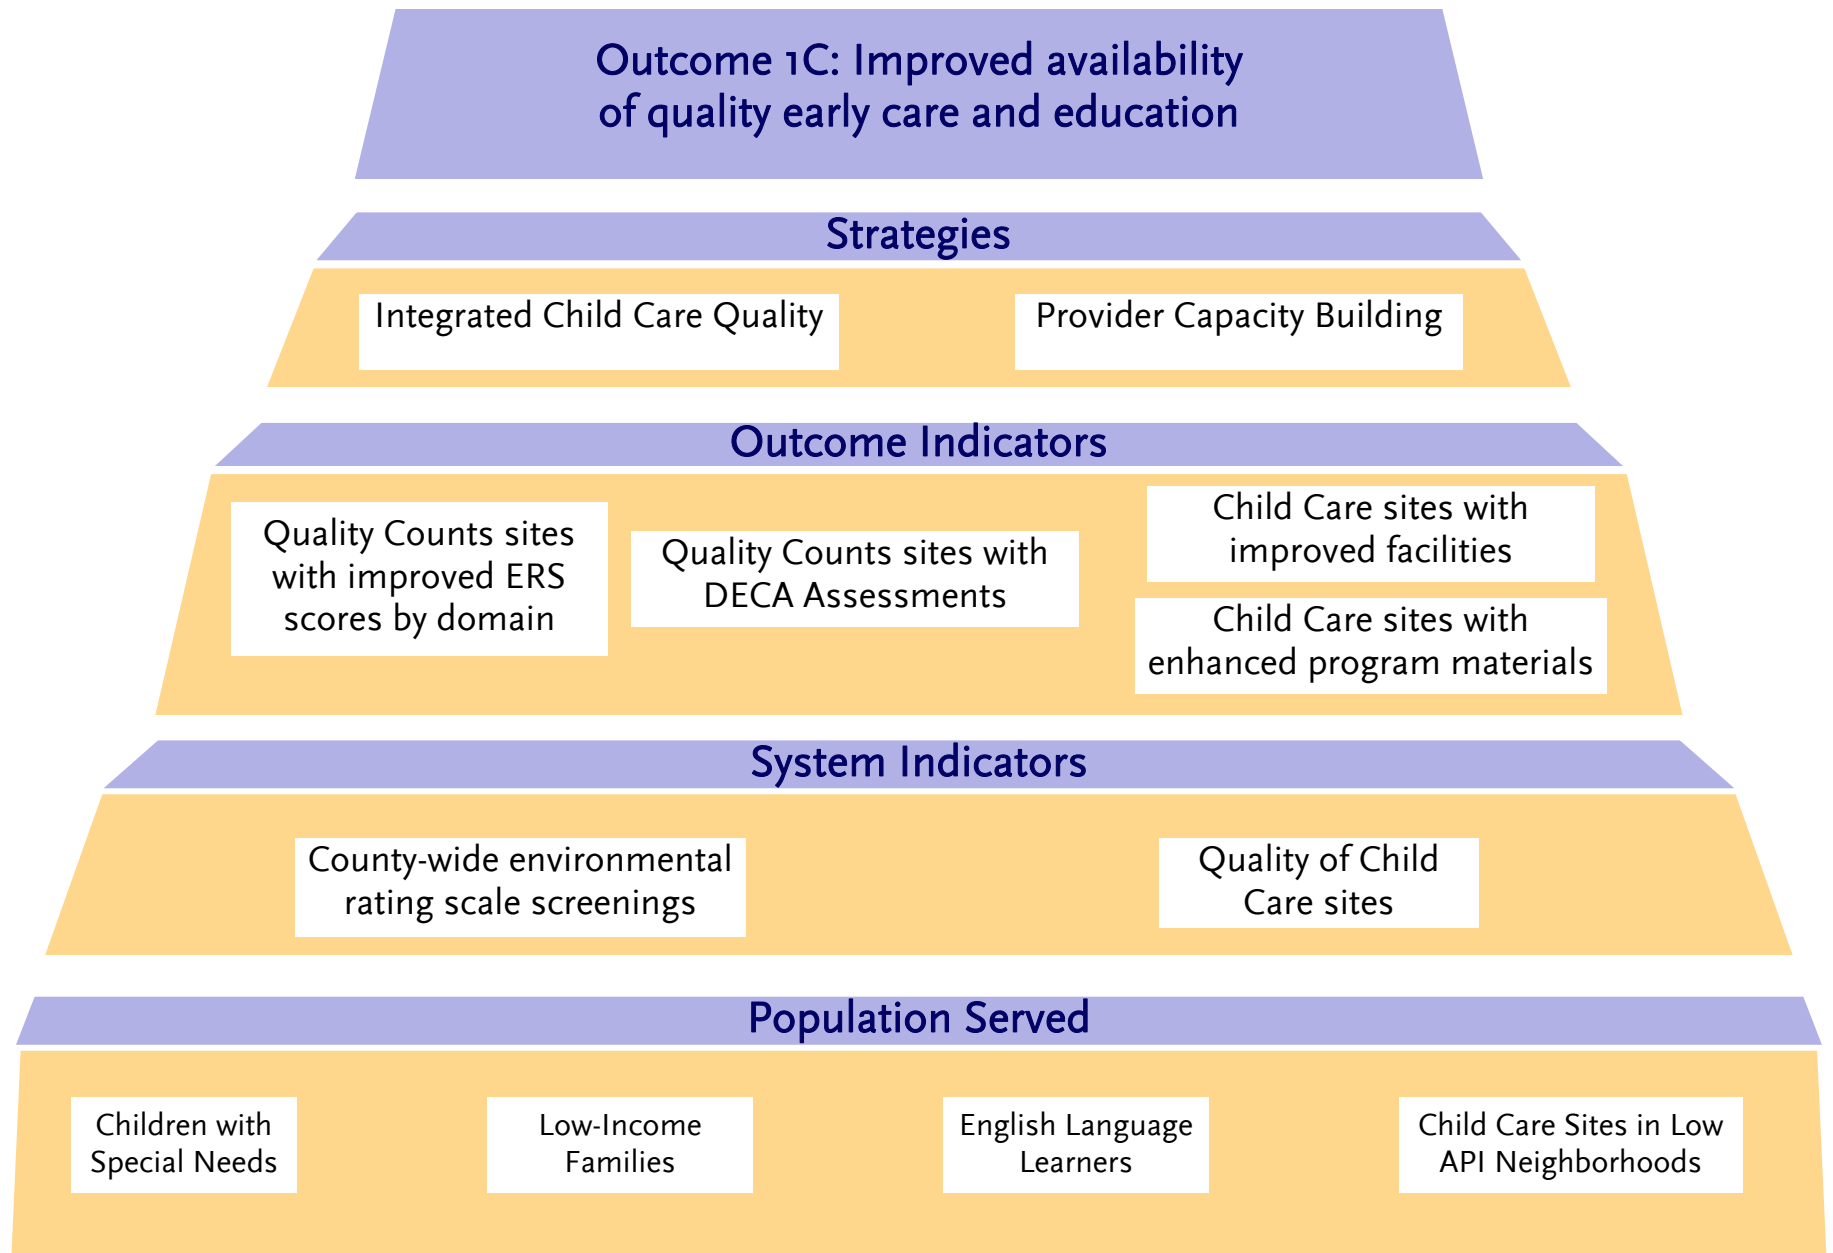 Outcome 1C: Improved availability
of quality early care and education
Strategies
Integrated Child Care Quality
Provider Capacity Building
Outcome Indicators
Quality Counts sites
with improved ERS
scores by domain
Quality Counts sites with
DECA Assessments
Child Care sites with
improved facilities
Child Care sites with
enhanced program materials
System Indicators
County-wide environmental
rating scale screenings
Quality of Child
Care sites
Population Served
Children with
Special Needs
Low-Income
Families
English Language
Learners
Child Care Sites in Low
API Neighborhoods